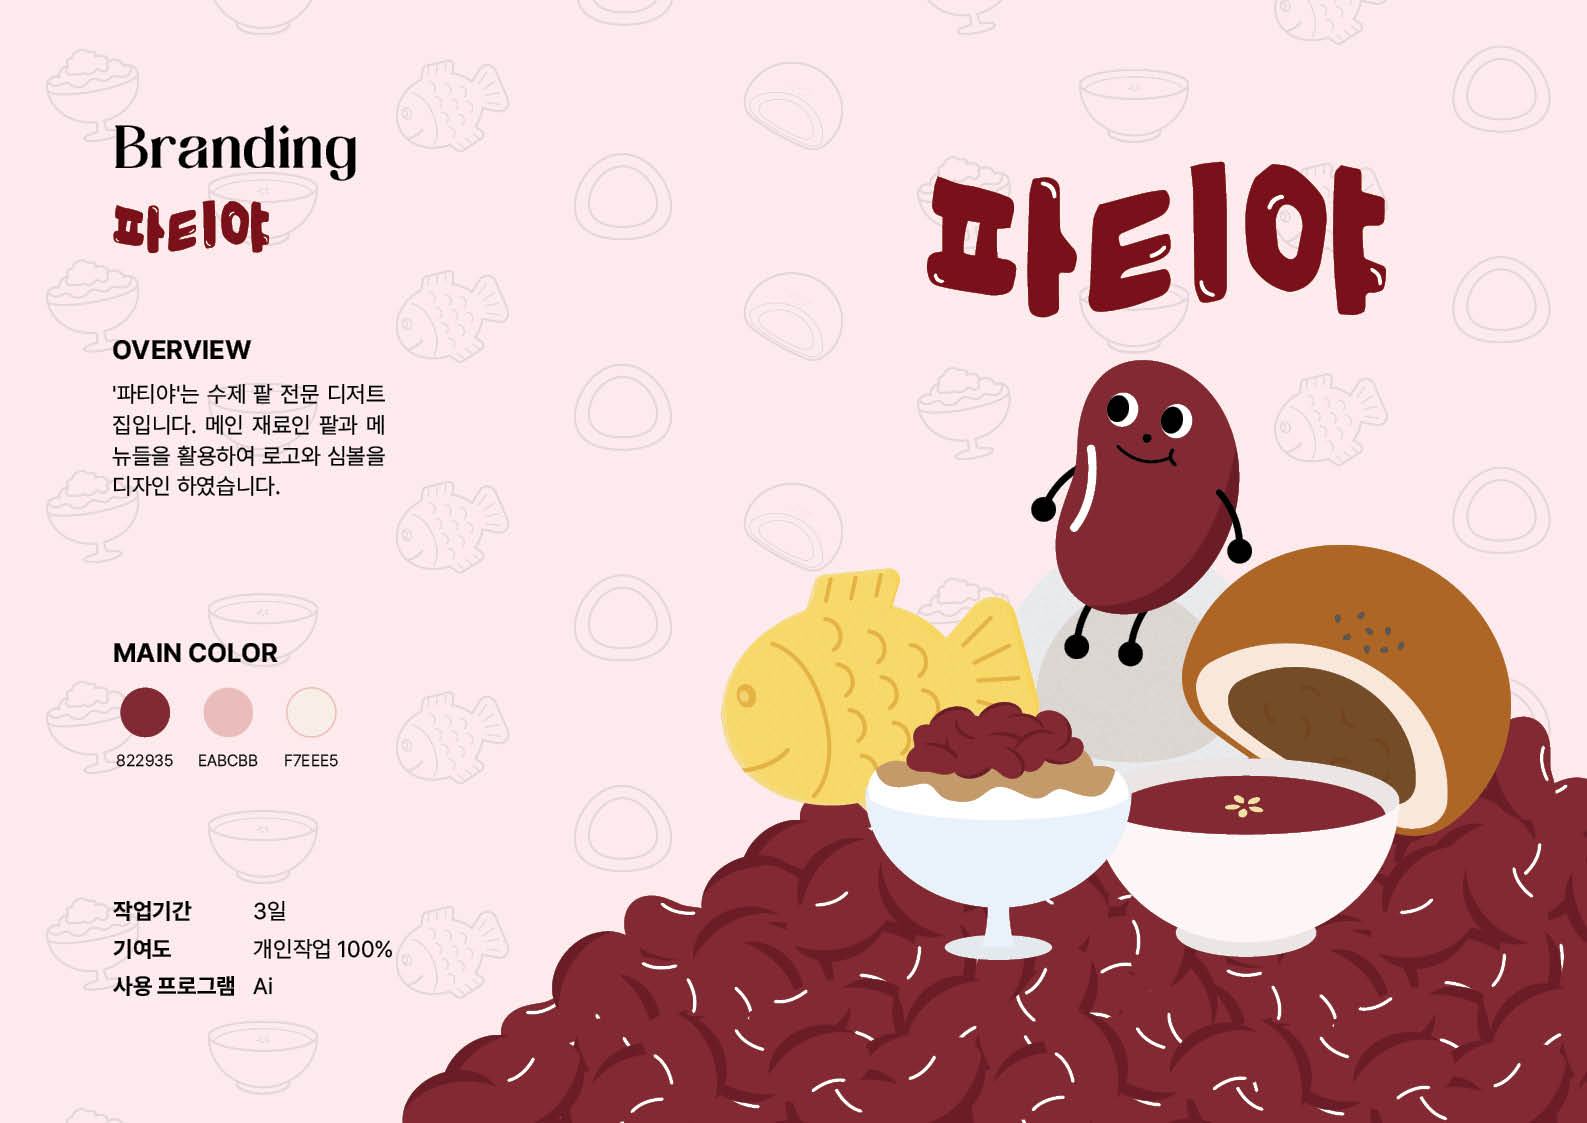 Branding
파티야
OVERVIEW
'파티야'는 수제 팥 전문 디저트
집입니다. 메인 재료인 팥과 메
뉴들을 활용하여 로고와 심볼을
디자인 하였습니다.
MAIN COLOR
822935 EABCBB F7EEE5
작업기간 3일
기여도 개인작업 100%
사용 프로그램 Ai
파티야